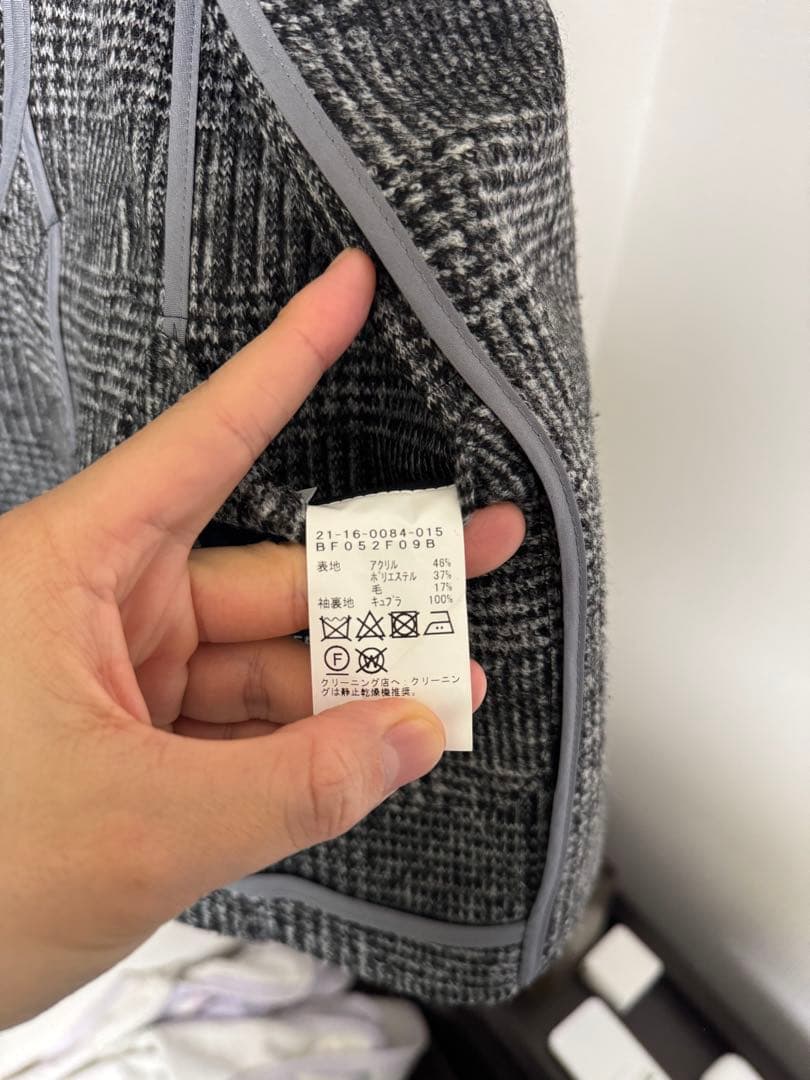 21-16-0084-015
BF052F09B
表地 アクリル 46%
ポリエステル 37%
毛 17%
袖裏地 キュプラ 100%
F W
クリーニング店へ:クリーニン
グは静止乾燥機推奨。